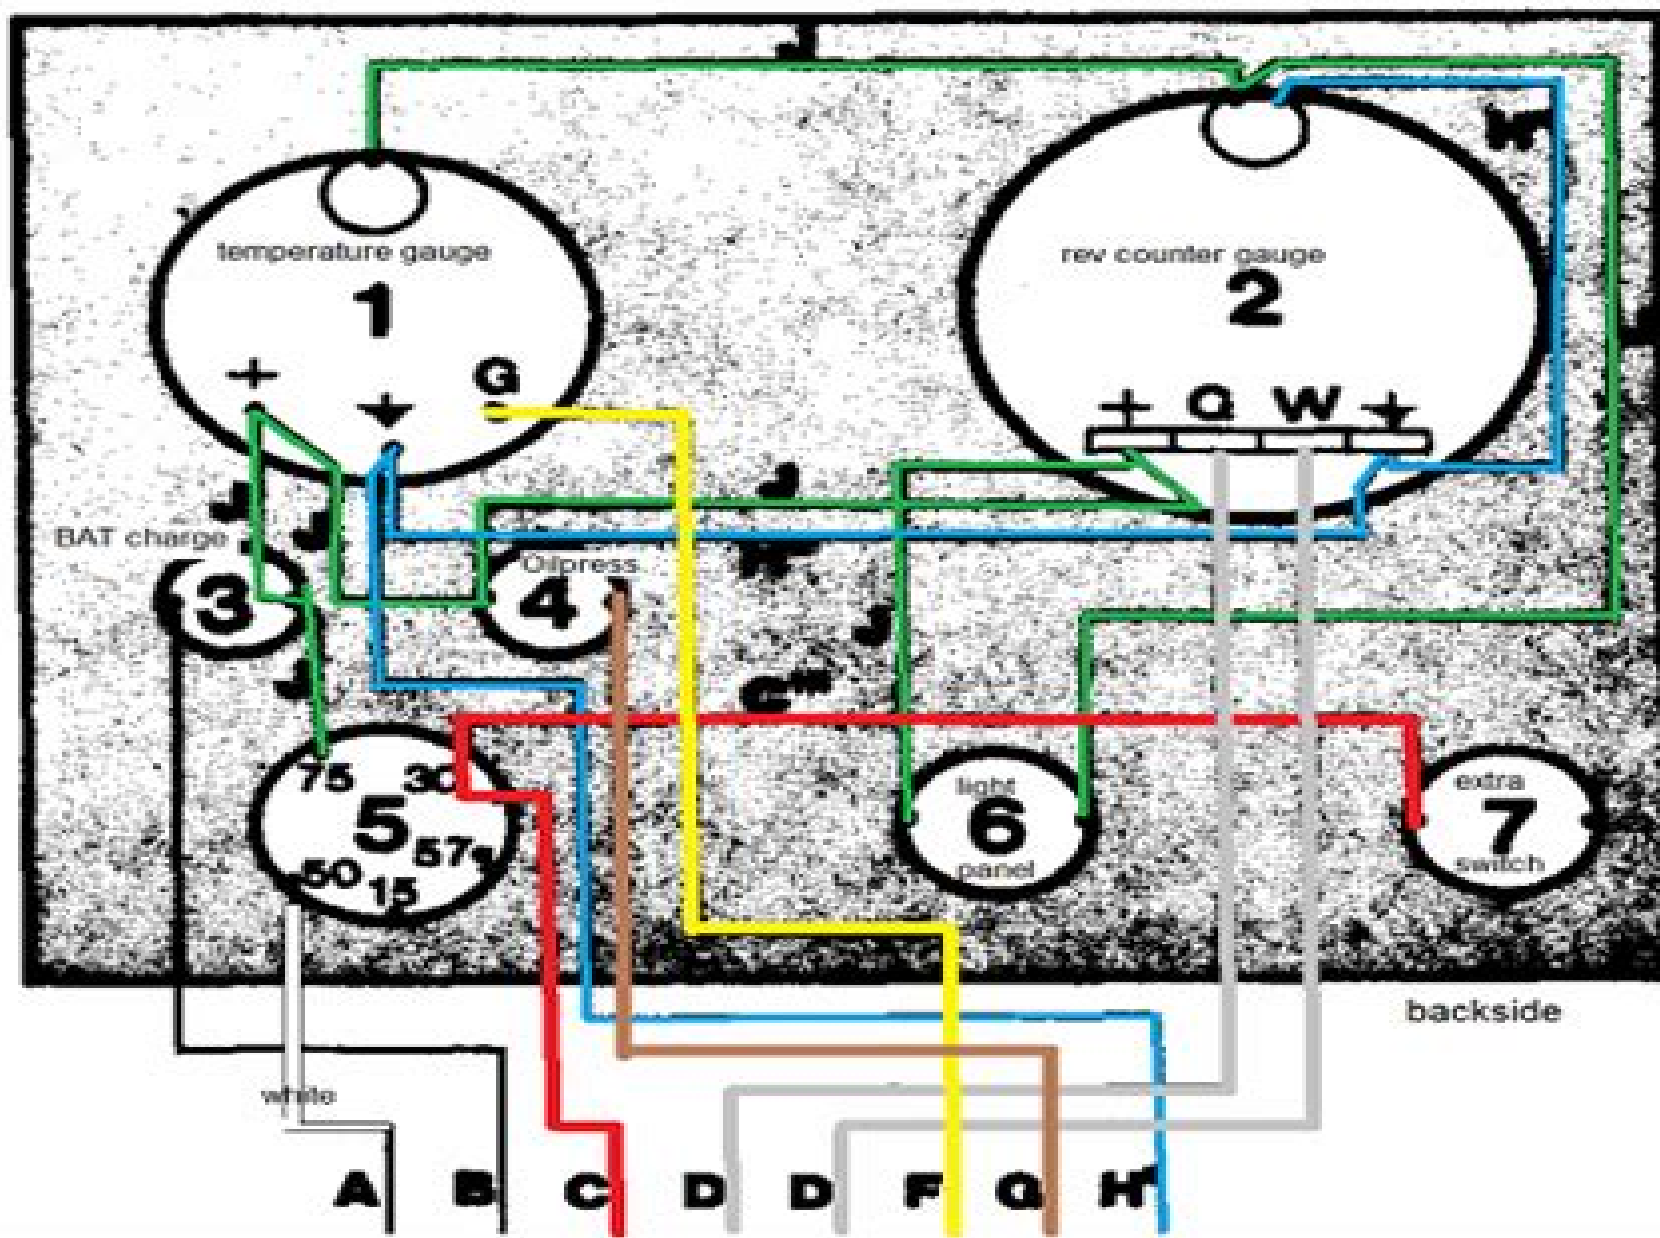 J
H'
temperature gauge
1
+
G
rev counter gauge
2
+ G W
J
J
J
BAT charge
3
Oilpress
4
H'
J
J
C'''
75 30
5
57
50 15
light
6
panel
extra
7
switch
backside
white
A B C D D F G H'